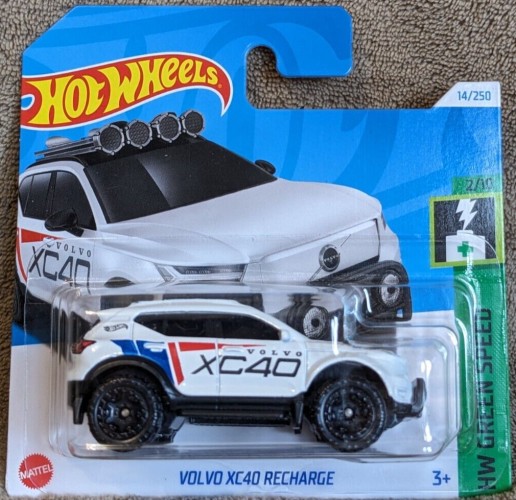 HOT WHEELS
14/250
2/10
VOLVO
XC40
VOLVO
XC40
HW GREEN SPEED
MATTEL
VOLVO XC40 RECHARGE
3+